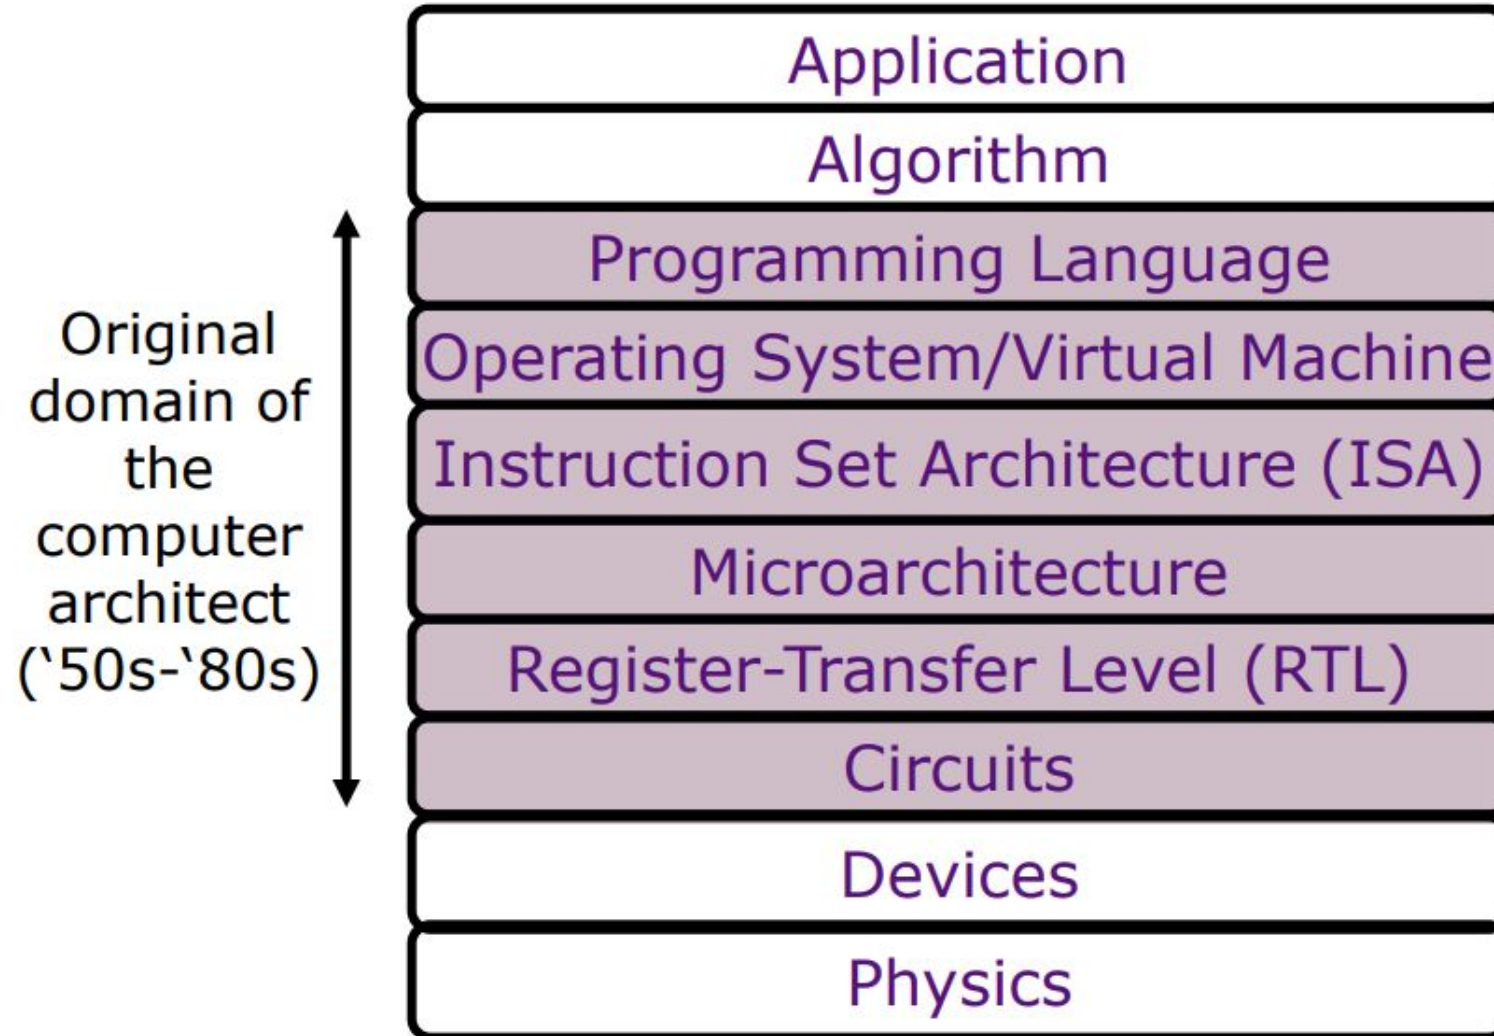 Application
Algorithm
Programming Language
Operating System/Virtual Machine
Instruction Set Architecture (ISA)
Microarchitecture
Register-Transfer Level (RTL)
Circuits
Devices
Physics
Original
domain of
the
computer
architect
(‘50s-‘80s)